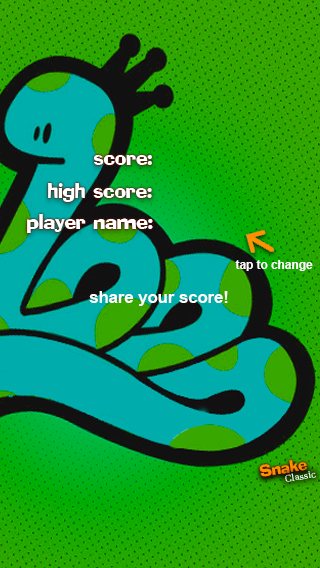 score:
high score:
player name:
tap to change
share your score!
Snake
Classic